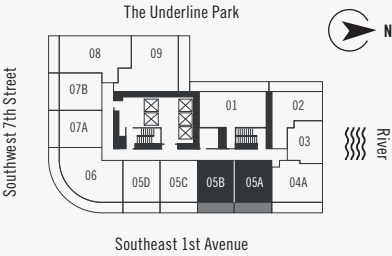 The Underline Park
N
08
09
07B
01
02
Southwest 7th Street
07A
03
River
06
05D
05C
05B
05A
04A
Southeast 1st Avenue